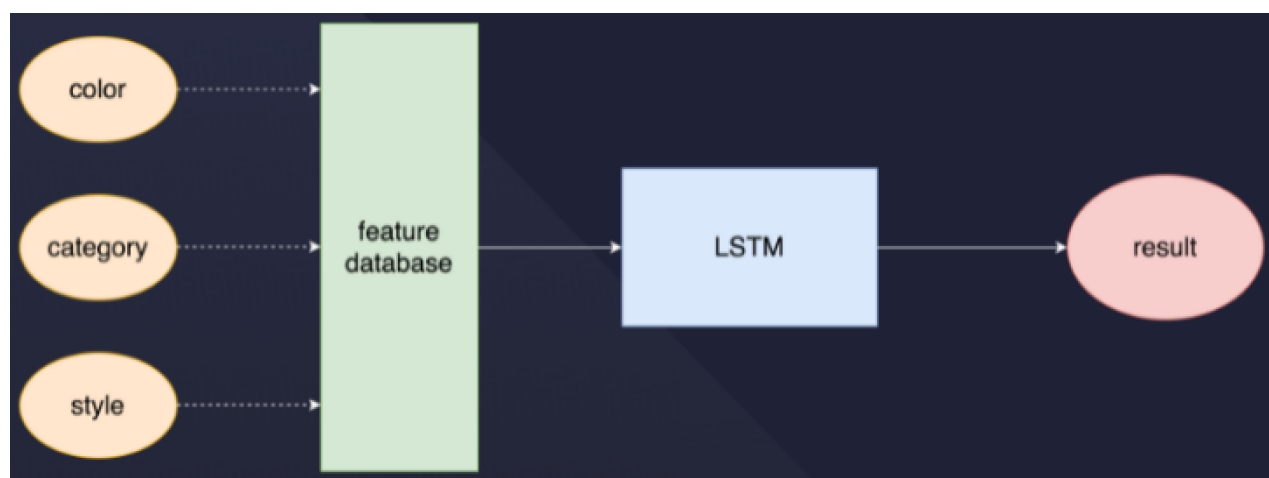 color
category
style
feature
database
LSTM
result